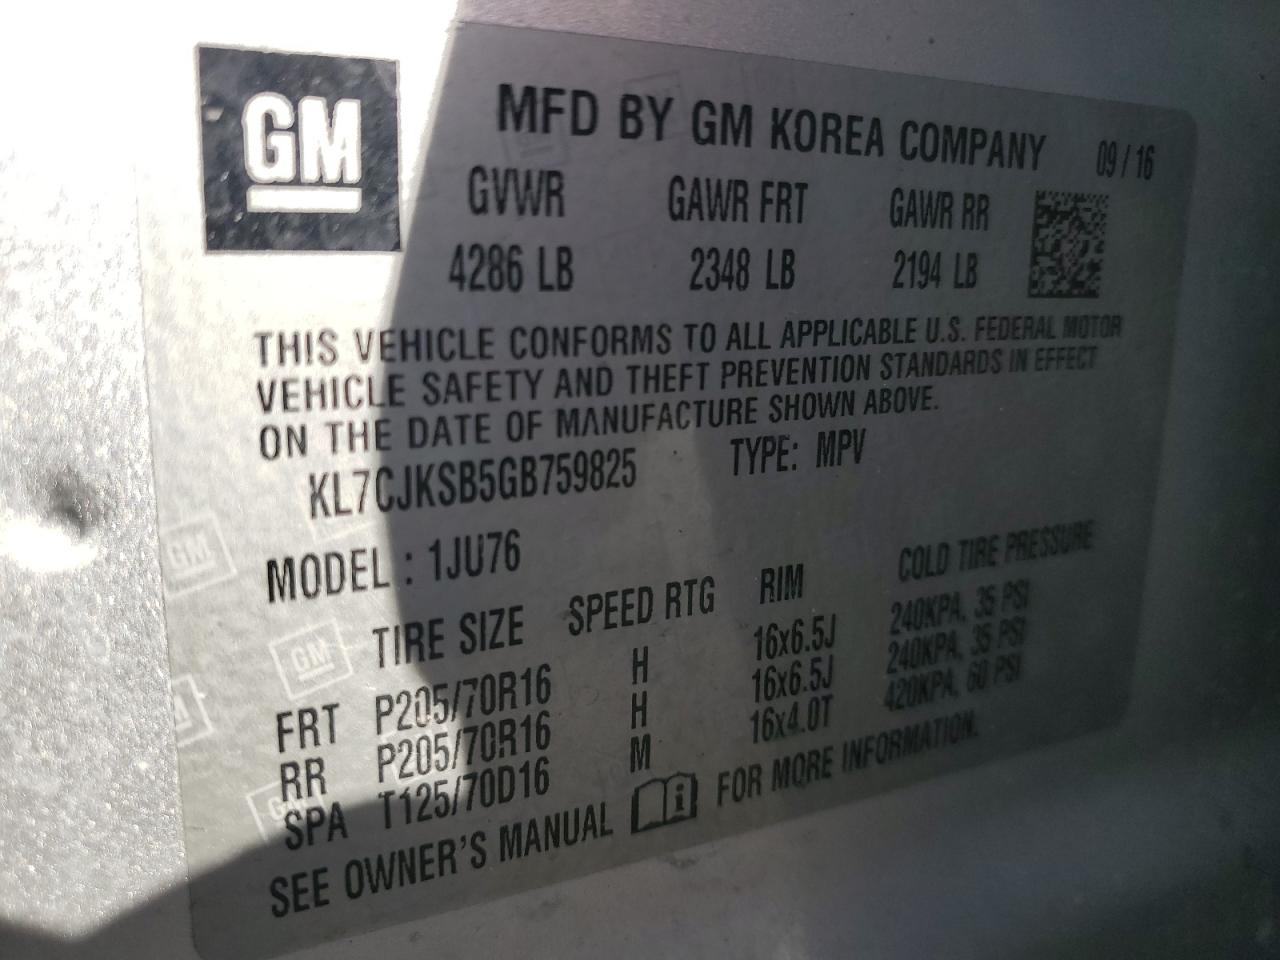 GM
MFD BY GM KOREA COMPANY 09/16
GVWR GAWR FRT GAWR RR
4286 LB 2348 LB 2194 LB
THIS VEHICLE CONFORMS TO ALL APPLICABLE U.S. FEDERAL MOTOR
VEHICLE SAFETY AND THEFT PREVENTION STANDARDS IN EFFECT
ON THE DATE OF MANUFACTURE SHOWN ABOVE.
KL7CJKSB5GB759825 TYPE: MPV
MODEL : 1JU76
TIRE SIZE SPEED RTG RIM COLD TIRE PRESSURE
FRT P205/70R16 H 16x6.5J 240KPA, 35 PSI
RR P205/70R16 H 16x6.5J 240KPA, 35 PSI
SPA T125/70D16 M 16x4.0T 420KPA, 60 PSI
SEE OWNER'S MANUAL i FOR MORE INFORMATION.
GM
GM